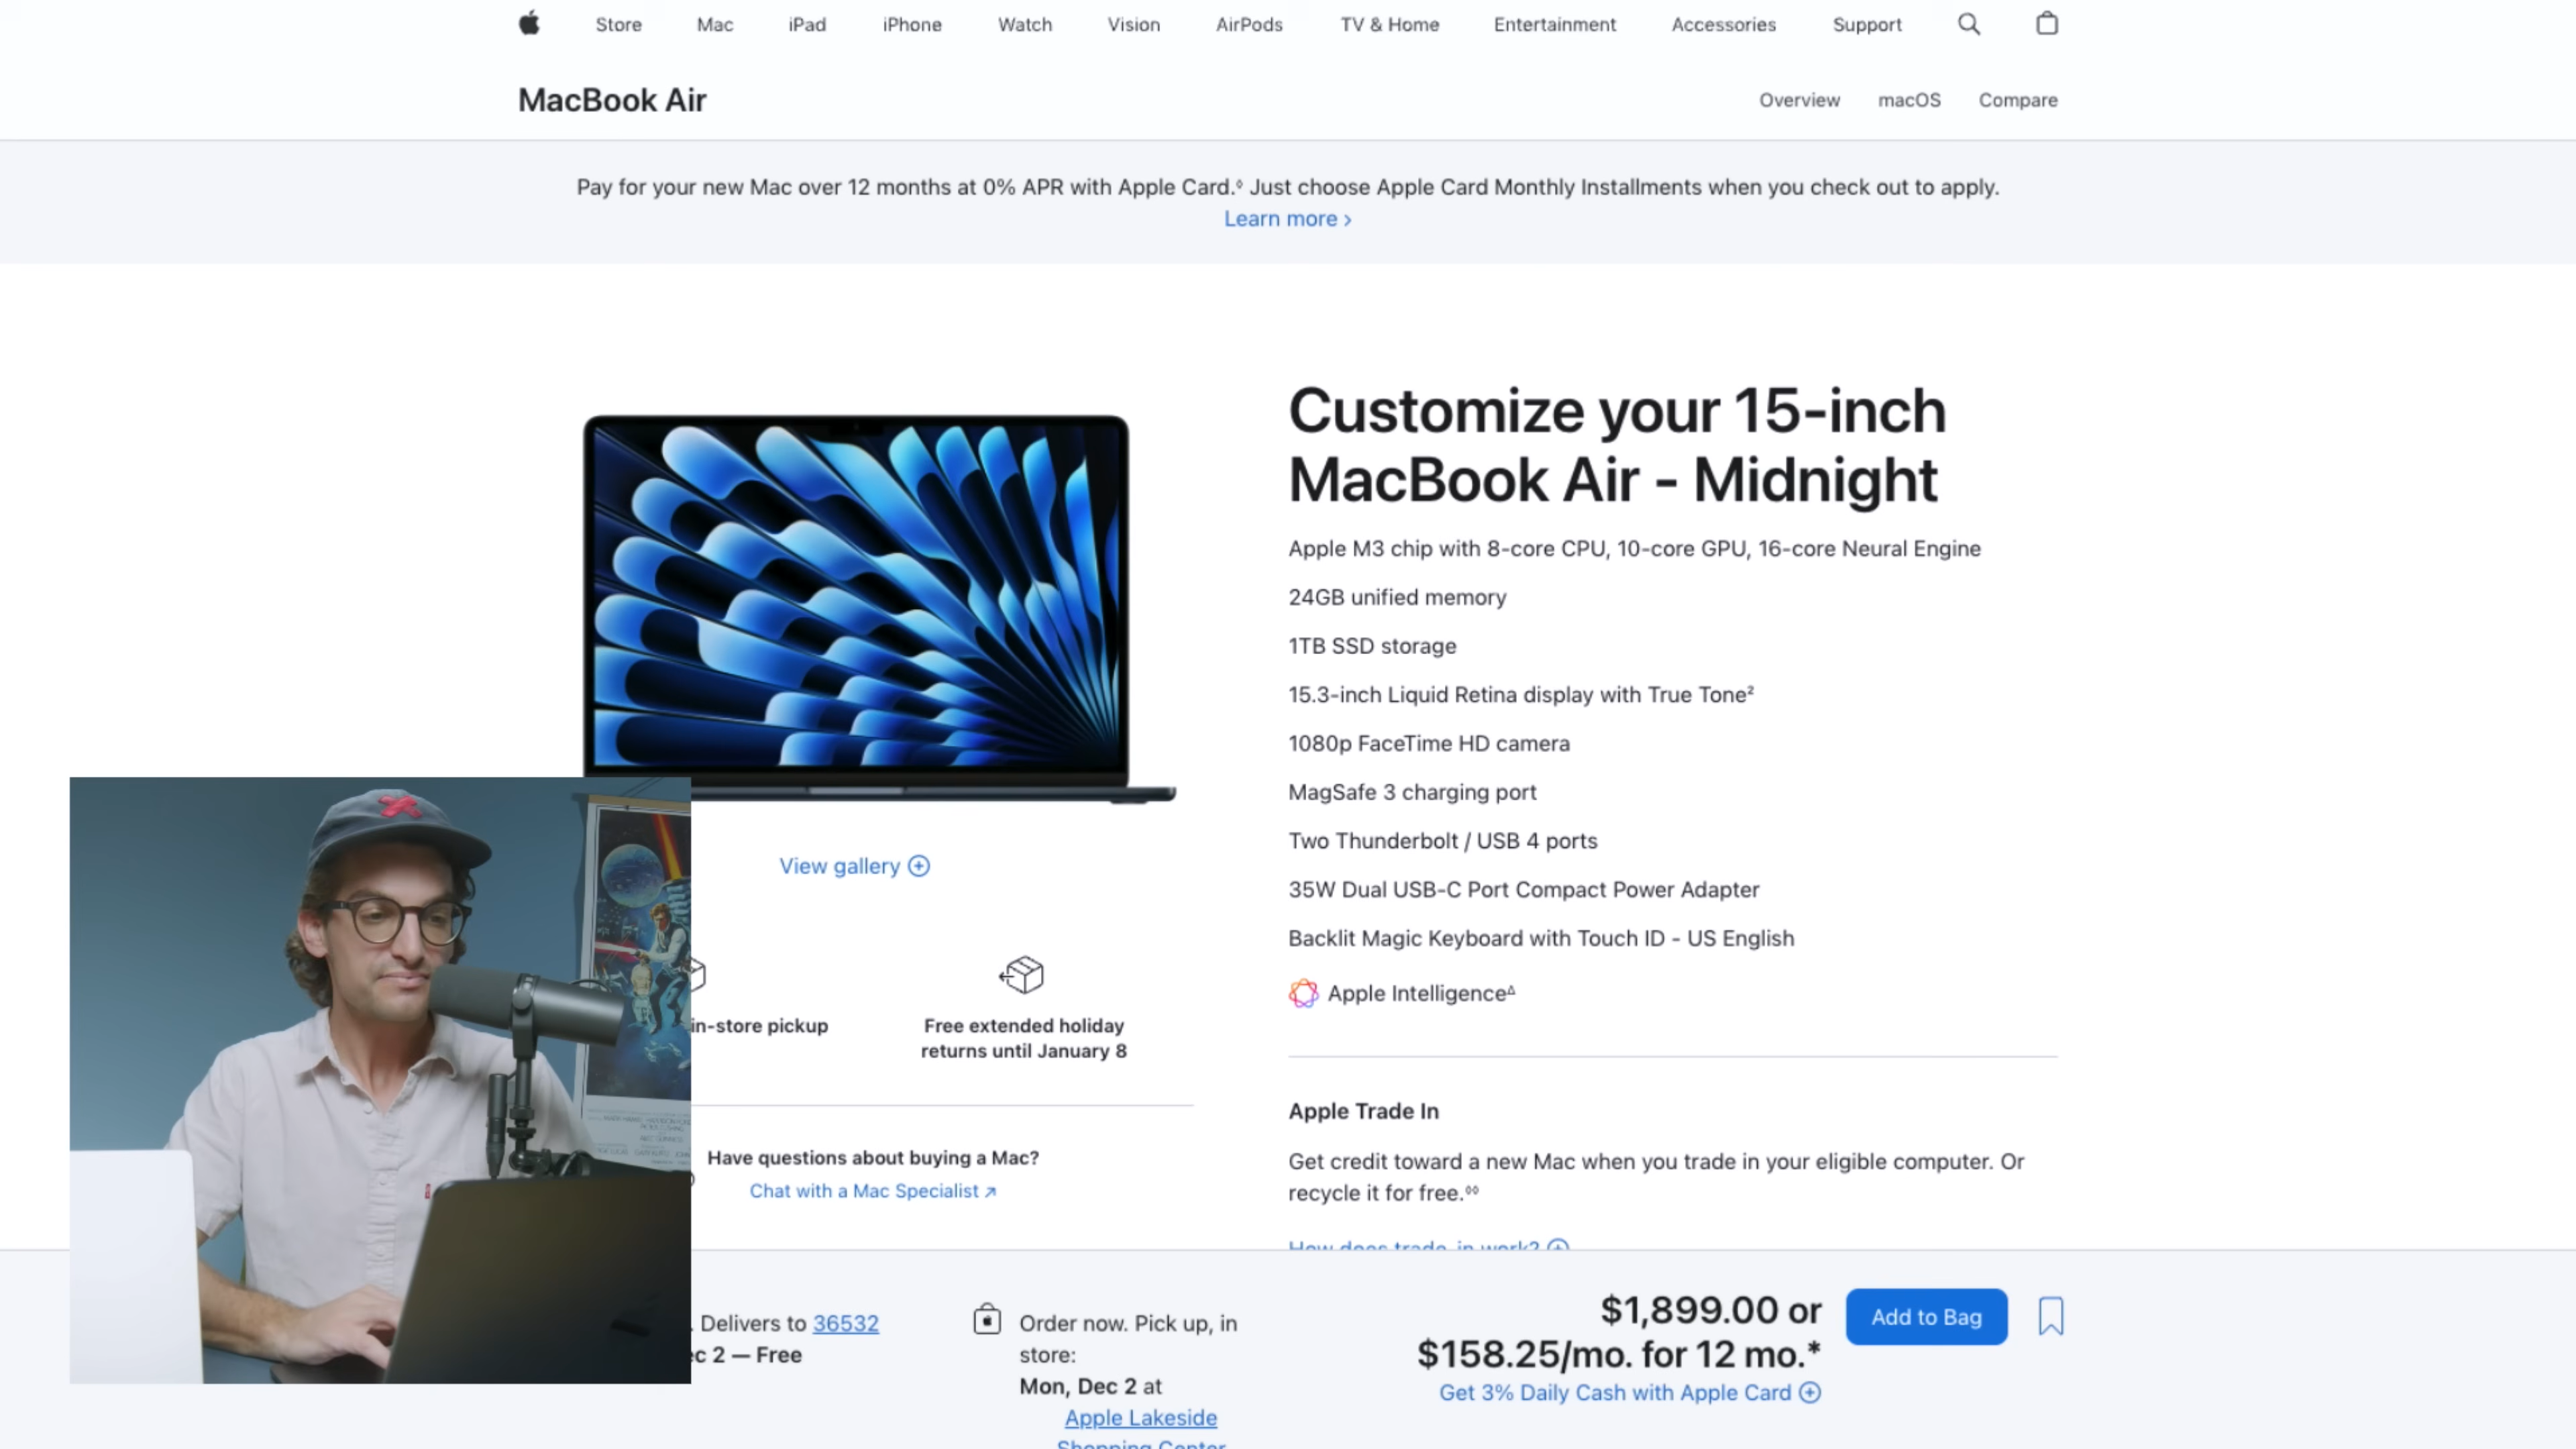 Store Mac iPad iPhone Watch Vision AirPods TV & Home Entertainment Accessories Support
MacBook Air
Overview macOS Compare
Pay for your new Mac over 12 months at 0% APR with Apple Card.◊ Just choose Apple Card Monthly Installments when you check out to apply.
Learn more ›
Customize your 15-inch
MacBook Air - Midnight
Apple M3 chip with 8-core CPU, 10-core GPU, 16-core Neural Engine
24GB unified memory
1TB SSD storage
15.3-inch Liquid Retina display with True Tone²
1080p FaceTime HD camera
MagSafe 3 charging port
Two Thunderbolt / USB 4 ports
35W Dual USB-C Port Compact Power Adapter
Backlit Magic Keyboard with Touch ID - US English
Apple IntelligenceΔ
View gallery
in-store pickup
Free extended holiday
returns until January 8
Have questions about buying a Mac?
Chat with a Mac Specialist ↗
Apple Trade In
Get credit toward a new Mac when you trade in your eligible computer. Or
recycle it for free.◊◊
How does trade-in work?
. Delivers to 36532
c 2 — Free
Order now. Pick up, in
store:
Mon, Dec 2 at
Apple Lakeside
Shopping Center
$1,899.00 or
$158.25/mo. for 12 mo.*
Get 3% Daily Cash with Apple Card
Add to Bag